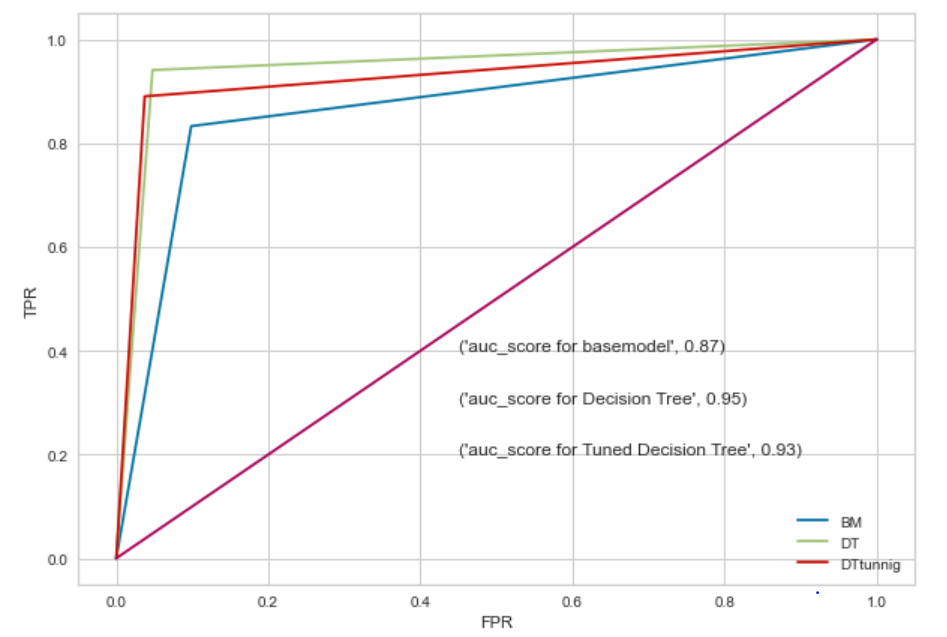 1.0
0.8
0.6
0.4
0.2
0.0
TPR
('auc_score for basemodel', 0.87)
('auc_score for Decision Tree', 0.95)
('auc_score for Tuned Decision Tree', 0.93)
BM
DT
DTtunnig
0.0 0.2 0.4 0.6 0.8 1.0
FPR